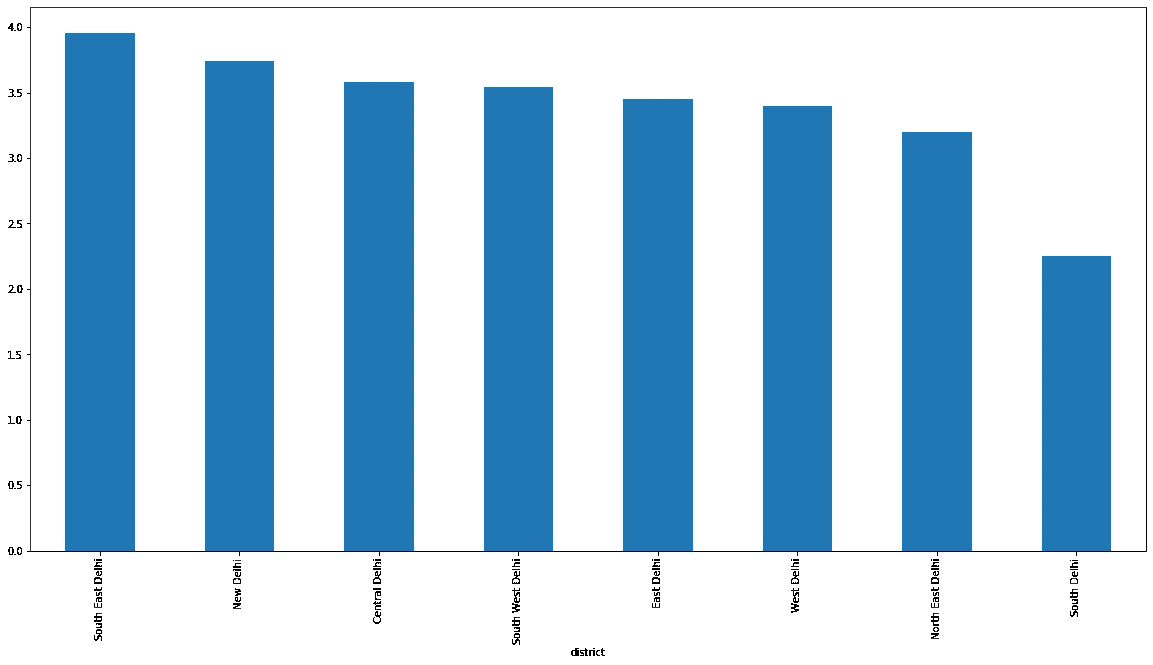 4.0
3.5
3.0
2.5
2.0
1.5
1.0
0.5
0.0
South East Delhi
New Delhi
Central Delhi
South West Delhi
East Delhi
West Delhi
North East Delhi
South Delhi
district